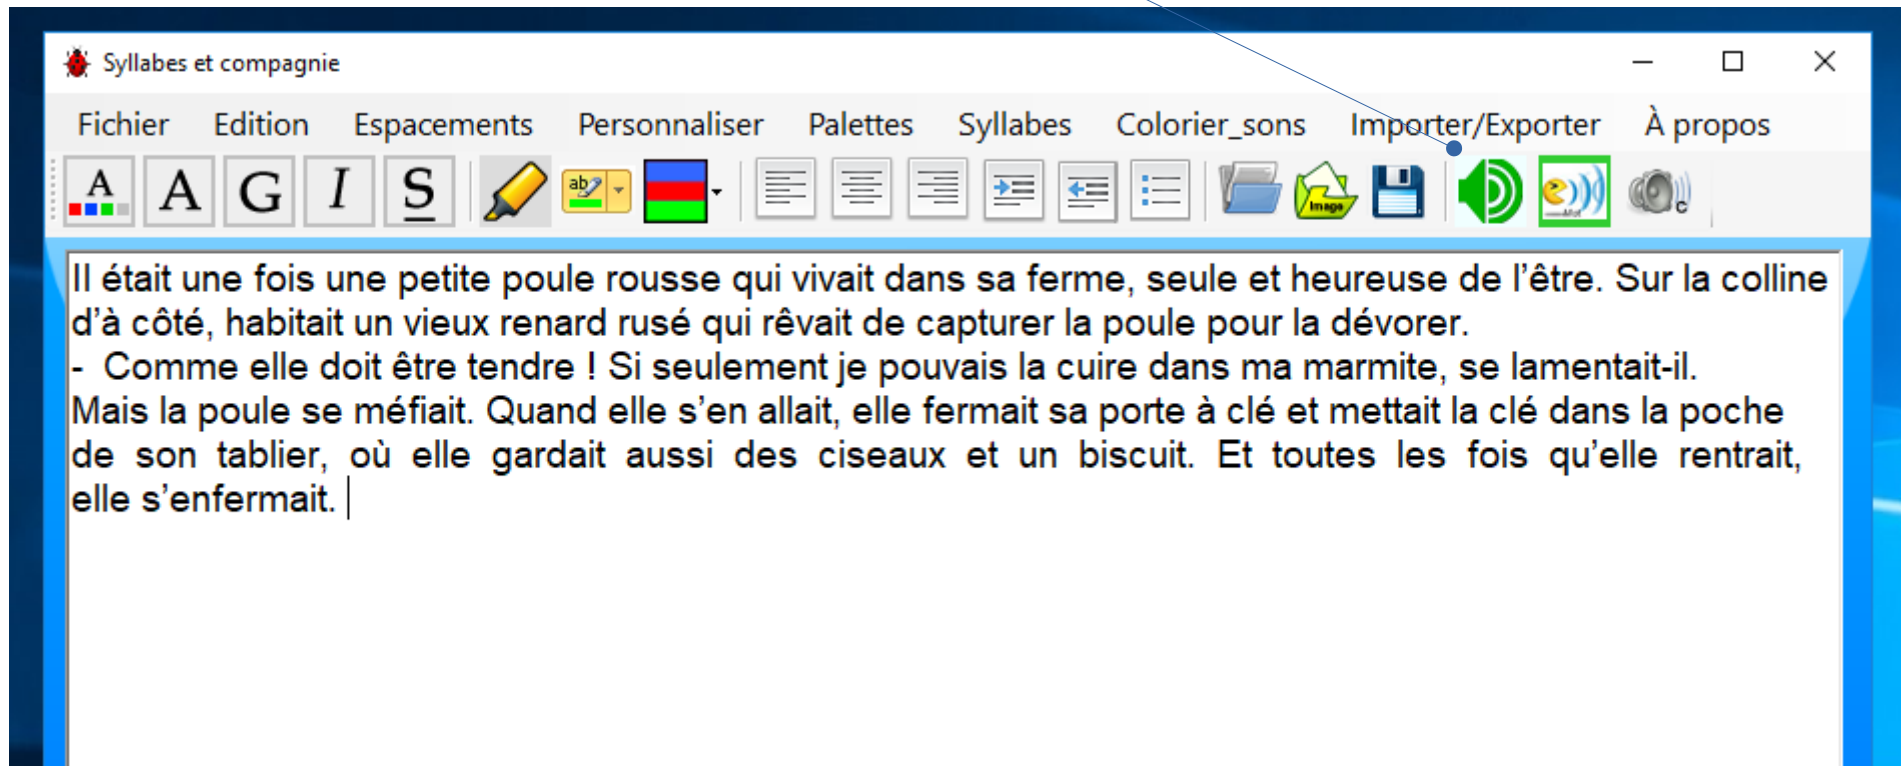 Syllabes et compagnie
Fichier Edition Espacements Personnaliser Palettes Syllabes Colorier_sons Importer/Exporter À propos
A A G I S ab Image C
Il était une fois une petite poule rousse qui vivait dans sa ferme, seule et heureuse de l’être. Sur la colline
d’à côté, habitait un vieux renard rusé qui rêvait de capturer la poule pour la dévorer.
- Comme elle doit être tendre ! Si seulement je pouvais la cuire dans ma marmite, se lamentait-il.
Mais la poule se méfiait. Quand elle s’en allait, elle fermait sa porte à clé et mettait la clé dans la poche
de son tablier, où elle gardait aussi des ciseaux et un biscuit. Et toutes les fois qu’elle rentrait,
elle s’enfermait.